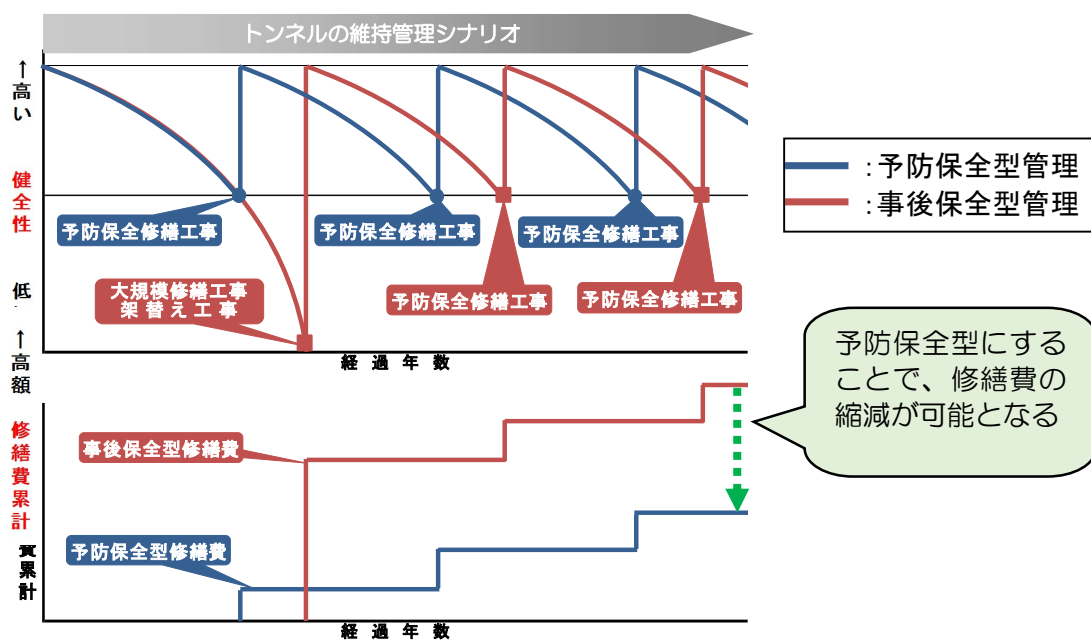 トンネルの維持管理シナリオ
↑高い
健全性
低
予防保全修繕工事
予防保全修繕工事
予防保全修繕工事
大規模修繕工事
架替え工事
予防保全修繕工事
予防保全修繕工事
経過年数
:予防保全型管理
:事後保全型管理
↑高額
修繕費累計
費累計
事後保全型修繕費
予防保全型修繕費
経過年数
予防保全型にする
ことで、修繕費の
縮減が可能となる